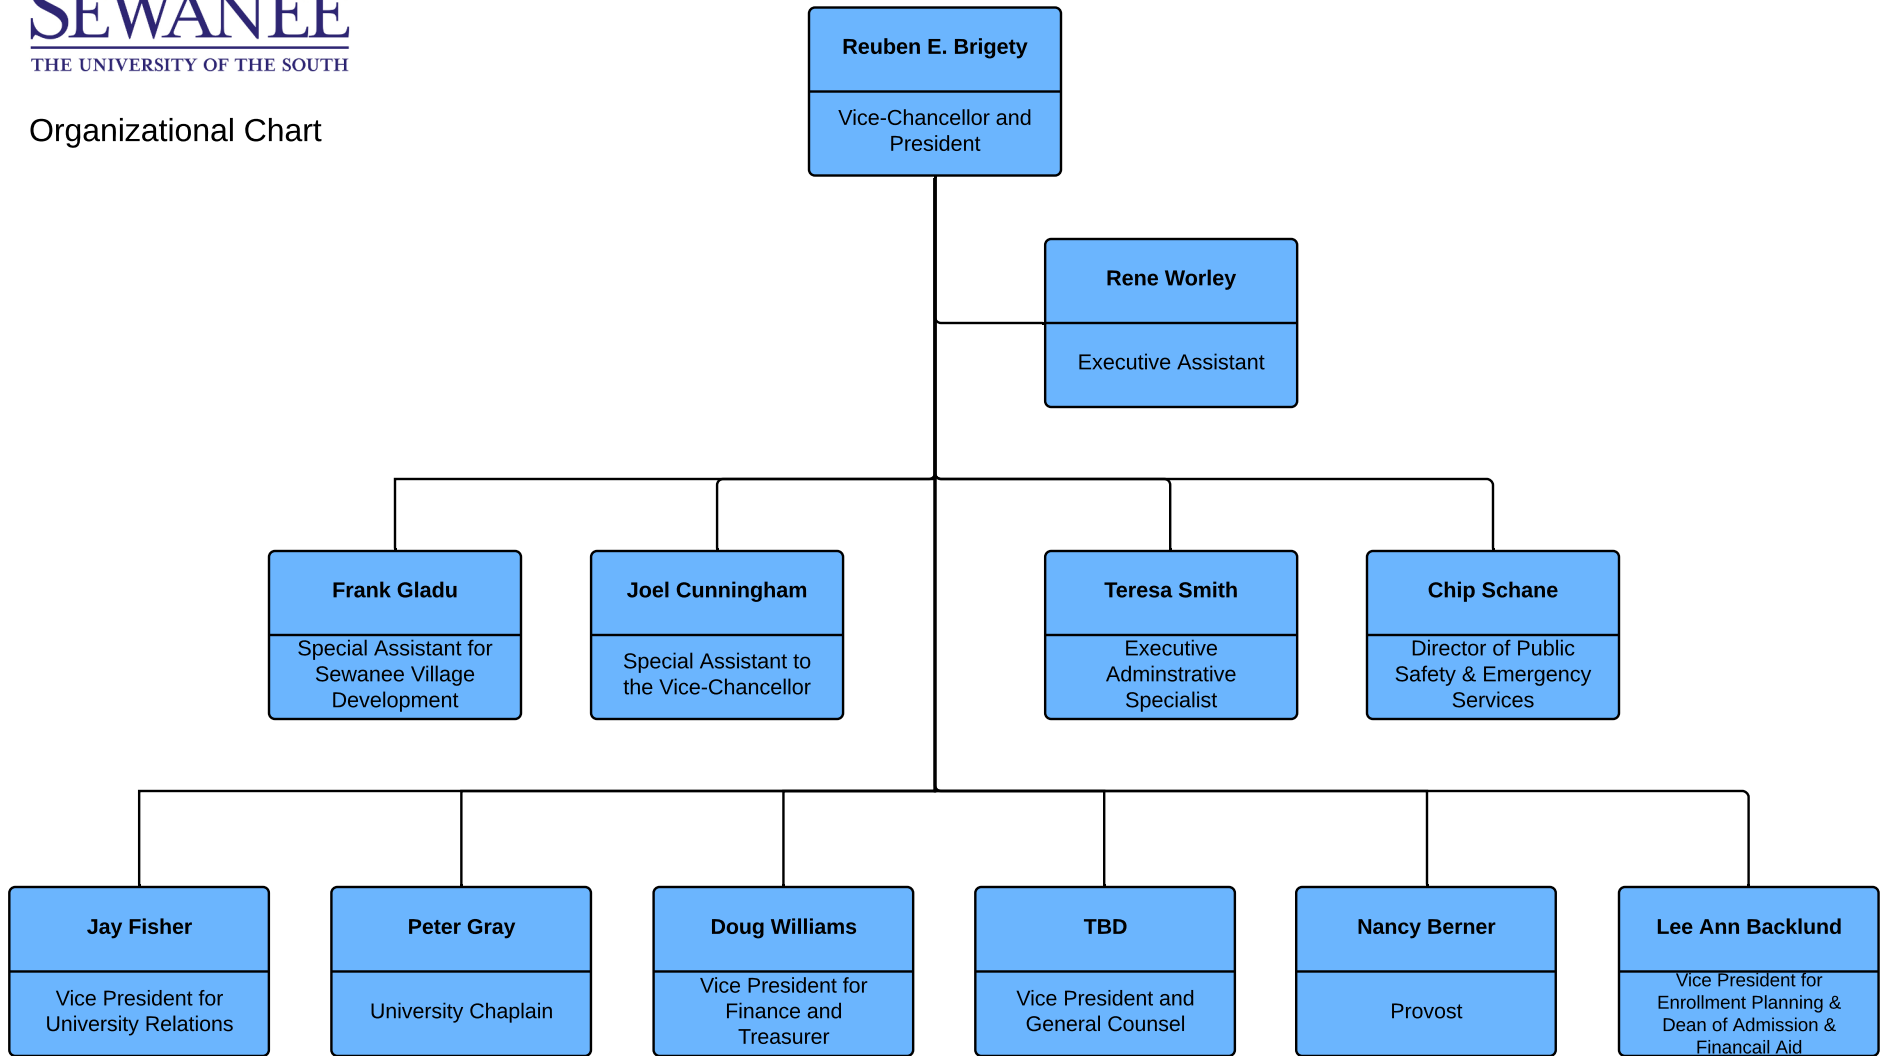 SEWANEE
THE UNIVERSITY OF THE SOUTH
Organizational Chart
Reuben E. Brigety
Vice-Chancellor and
President
Rene Worley
Executive Assistant
Frank Gladu
Special Assistant for
Sewanee Village
Development
Joel Cunningham
Special Assistant to
the Vice-Chancellor
Teresa Smith
Executive
Adminstrative
Specialist
Chip Schane
Director of Public
Safety & Emergency
Services
Jay Fisher
Vice President for
University Relations
Peter Gray
University Chaplain
Doug Williams
Vice President for
Finance and
Treasurer
TBD
Vice President and
General Counsel
Nancy Berner
Provost
Lee Ann Backlund
Vice President for
Enrollment Planning &
Dean of Admission &
Financail Aid